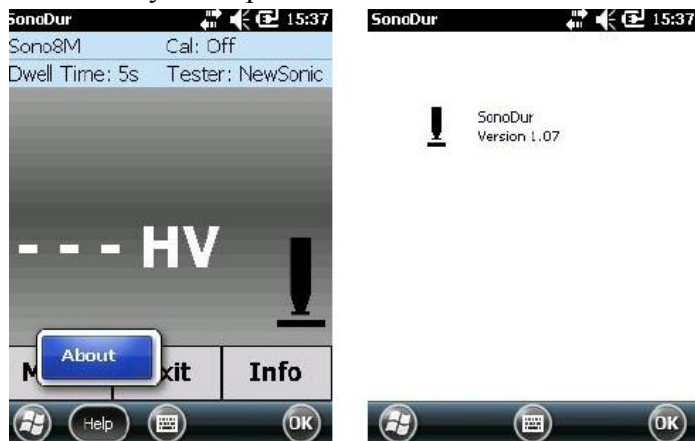 SonoDur 15:37
Sono8M Cal: Off
Dwell Time: 5s Tester: NewSonic
- - - HV
About
xit Info
Help OK
SonoDur 15:37
SonoDur
Version 1.07
OK